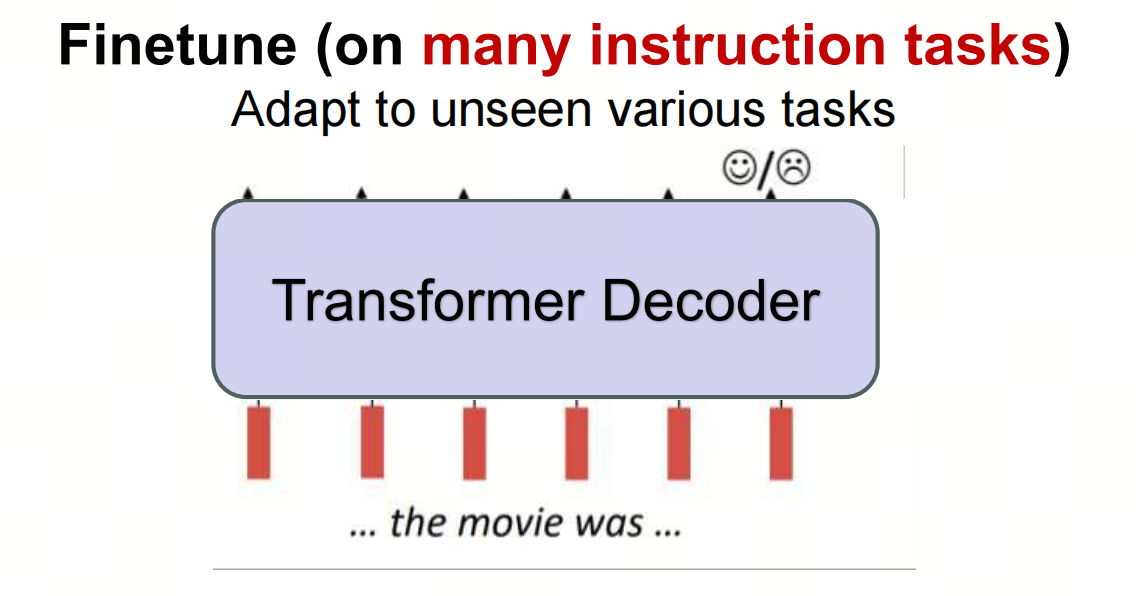 Finetune (on many instruction tasks)
Adapt to unseen various tasks
☺/☹
Transformer Decoder
... the movie was ...